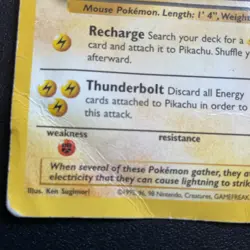 Mouse Pokémon. Length: 1' 4", Weigh
Recharge Search your deck for a
card and attach it to Pikachu. Shuffle y
afterward.
Thunderbolt Discard all Energy
cards attached to Pikachu in order to
this attack.
weakness resistance
When several of these Pokémon gather, they a
electricity that they can cause lightning to strik
Illus. Ken Sugimori ©1995, 96, 98 Nintendo, Creatures, GAMEFREAK